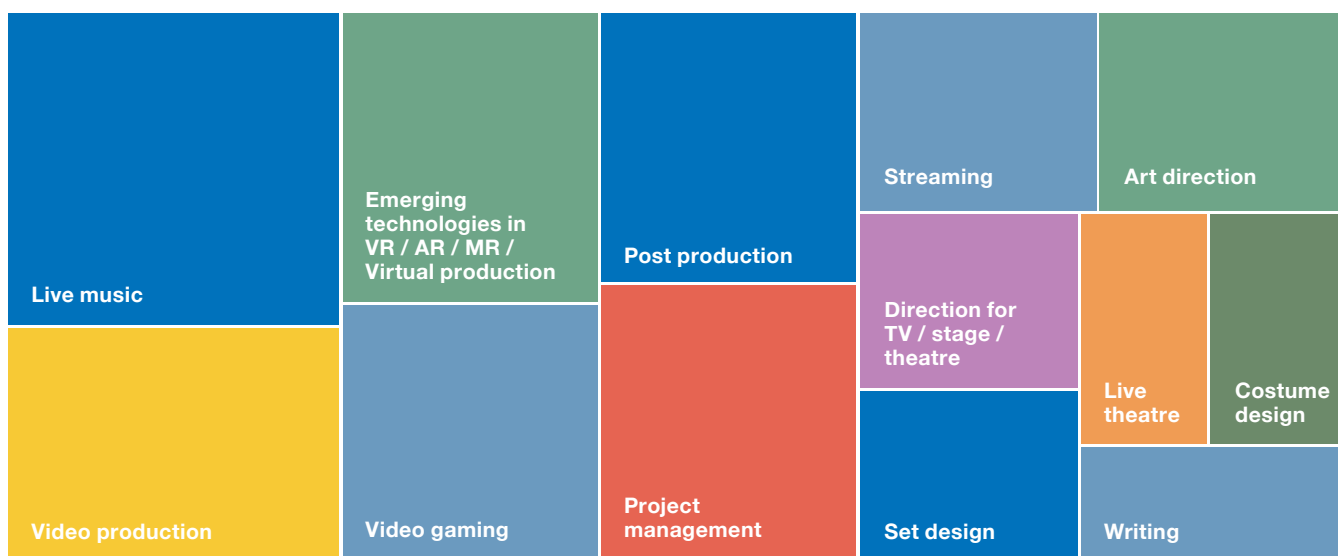 Live music
Video production
Emerging
technologies in
VR / AR / MR /
Virtual production
Video gaming
Post production
Project
management
Streaming
Art direction
Direction for
TV / stage /
theatre
Live
theatre
Costume
design
Set design
Writing